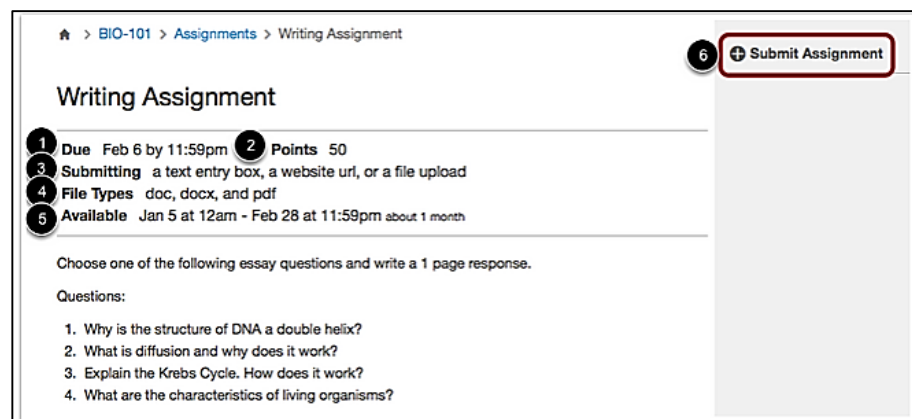 > BIO-101 > Assignments > Writing Assignment
6 Submit Assignment
Writing Assignment
1 Due Feb 6 by 11:59pm 2 Points 50
3 Submitting a text entry box, a website url, or a file upload
4 File Types doc, docx, and pdf
5 Available Jan 5 at 12am - Feb 28 at 11:59pm about 1 month
Choose one of the following essay questions and write a 1 page response.
Questions:
1. Why is the structure of DNA a double helix?
2. What is diffusion and why does it work?
3. Explain the Krebs Cycle. How does it work?
4. What are the characteristics of living organisms?